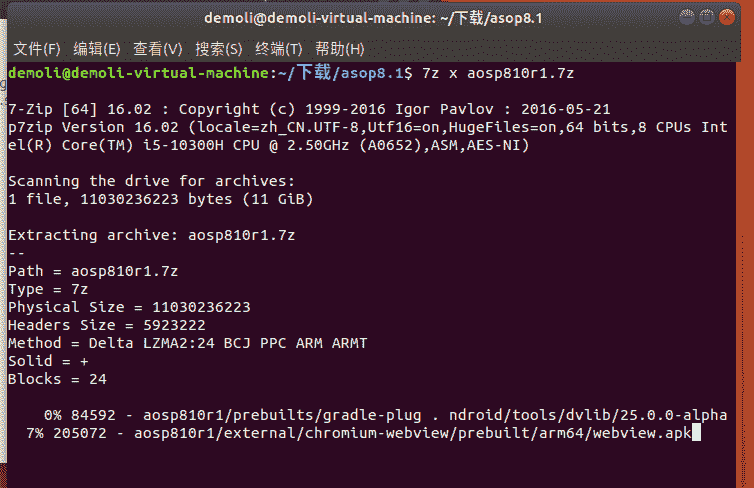 demoli@demoli-virtual-machine: ~/下载/asop8.1
文件(F) 编辑(E) 查看(V) 搜索(S) 终端(T) 帮助(H)
demoli@demoli-virtual-machine:~/下载/asop8.1$ 7z x aosp810r1.7z
7-Zip [64] 16.02 : Copyright (c) 1999-2016 Igor Pavlov : 2016-05-21
p7zip Version 16.02 (locale=zh_CN.UTF-8,Utf16=on,HugeFiles=on,64 bits,8 CPUs Int
el(R) Core(TM) i5-10300H CPU @ 2.50GHz (A0652),ASM,AES-NI)
Scanning the drive for archives:
1 file, 11030236223 bytes (11 GiB)
Extracting archive: aosp810r1.7z
--
Path = aosp810r1.7z
Type = 7z
Physical Size = 11030236223
Headers Size = 5923222
Method = Delta LZMA2:24 BCJ PPC ARM ARMT
Solid = +
Blocks = 24
0% 84592 - aosp810r1/prebuilts/gradle-plug . ndroid/tools/dvlib/25.0.0-alpha
7% 205072 - aosp810r1/external/chromium-webview/prebuilt/arm64/webview.apk